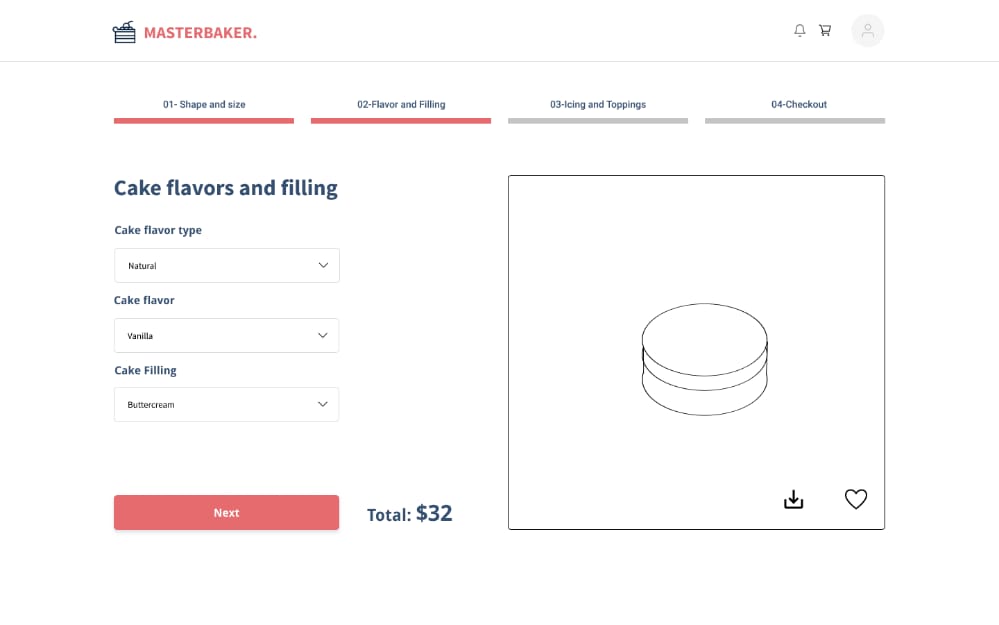 MASTERBAKER.
01- Shape and size
02-Flavor and Filling
03-Icing and Toppings
04-Checkout
Cake flavors and filling
Cake flavor type
Natural
Cake flavor
Vanilla
Cake Filling
Buttercream
Next
Total: $32